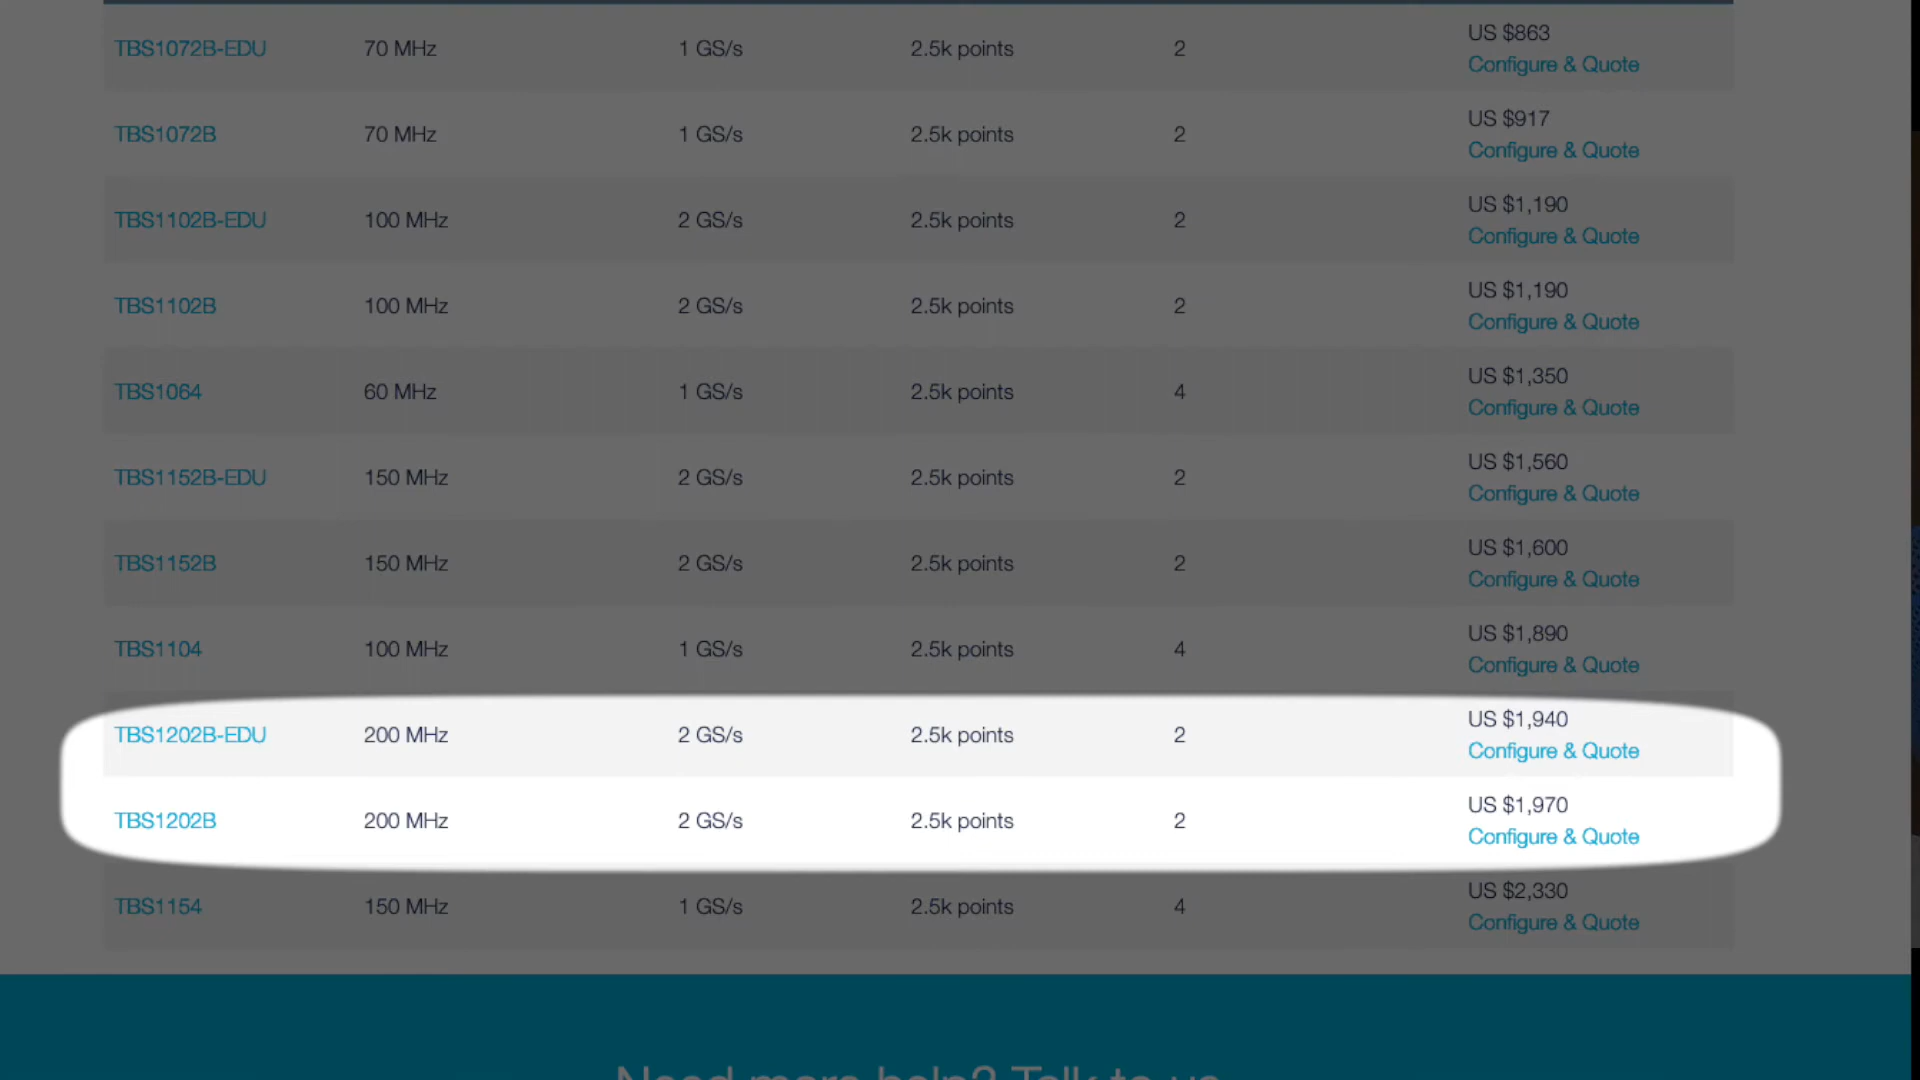 TBS1072B-EDU 70 MHz 1 GS/s 2.5k points 2 US $863
Configure & Quote
TBS1072B 70 MHz 1 GS/s 2.5k points 2 US $917
Configure & Quote
TBS1102B-EDU 100 MHz 2 GS/s 2.5k points 2 US $1,190
Configure & Quote
TBS1102B 100 MHz 2 GS/s 2.5k points 2 US $1,190
Configure & Quote
TBS1064 60 MHz 1 GS/s 2.5k points 4 US $1,350
Configure & Quote
TBS1152B-EDU 150 MHz 2 GS/s 2.5k points 2 US $1,560
Configure & Quote
TBS1152B 150 MHz 2 GS/s 2.5k points 2 US $1,600
Configure & Quote
TBS1104 100 MHz 1 GS/s 2.5k points 4 US $1,890
Configure & Quote
TBS1202B-EDU 200 MHz 2 GS/s 2.5k points 2 US $1,940
Configure & Quote
TBS1202B 200 MHz 2 GS/s 2.5k points 2 US $1,970
Configure & Quote
TBS1154 150 MHz 1 GS/s 2.5k points 4 US $2,330
Configure & Quote
Need more help? Talk to us